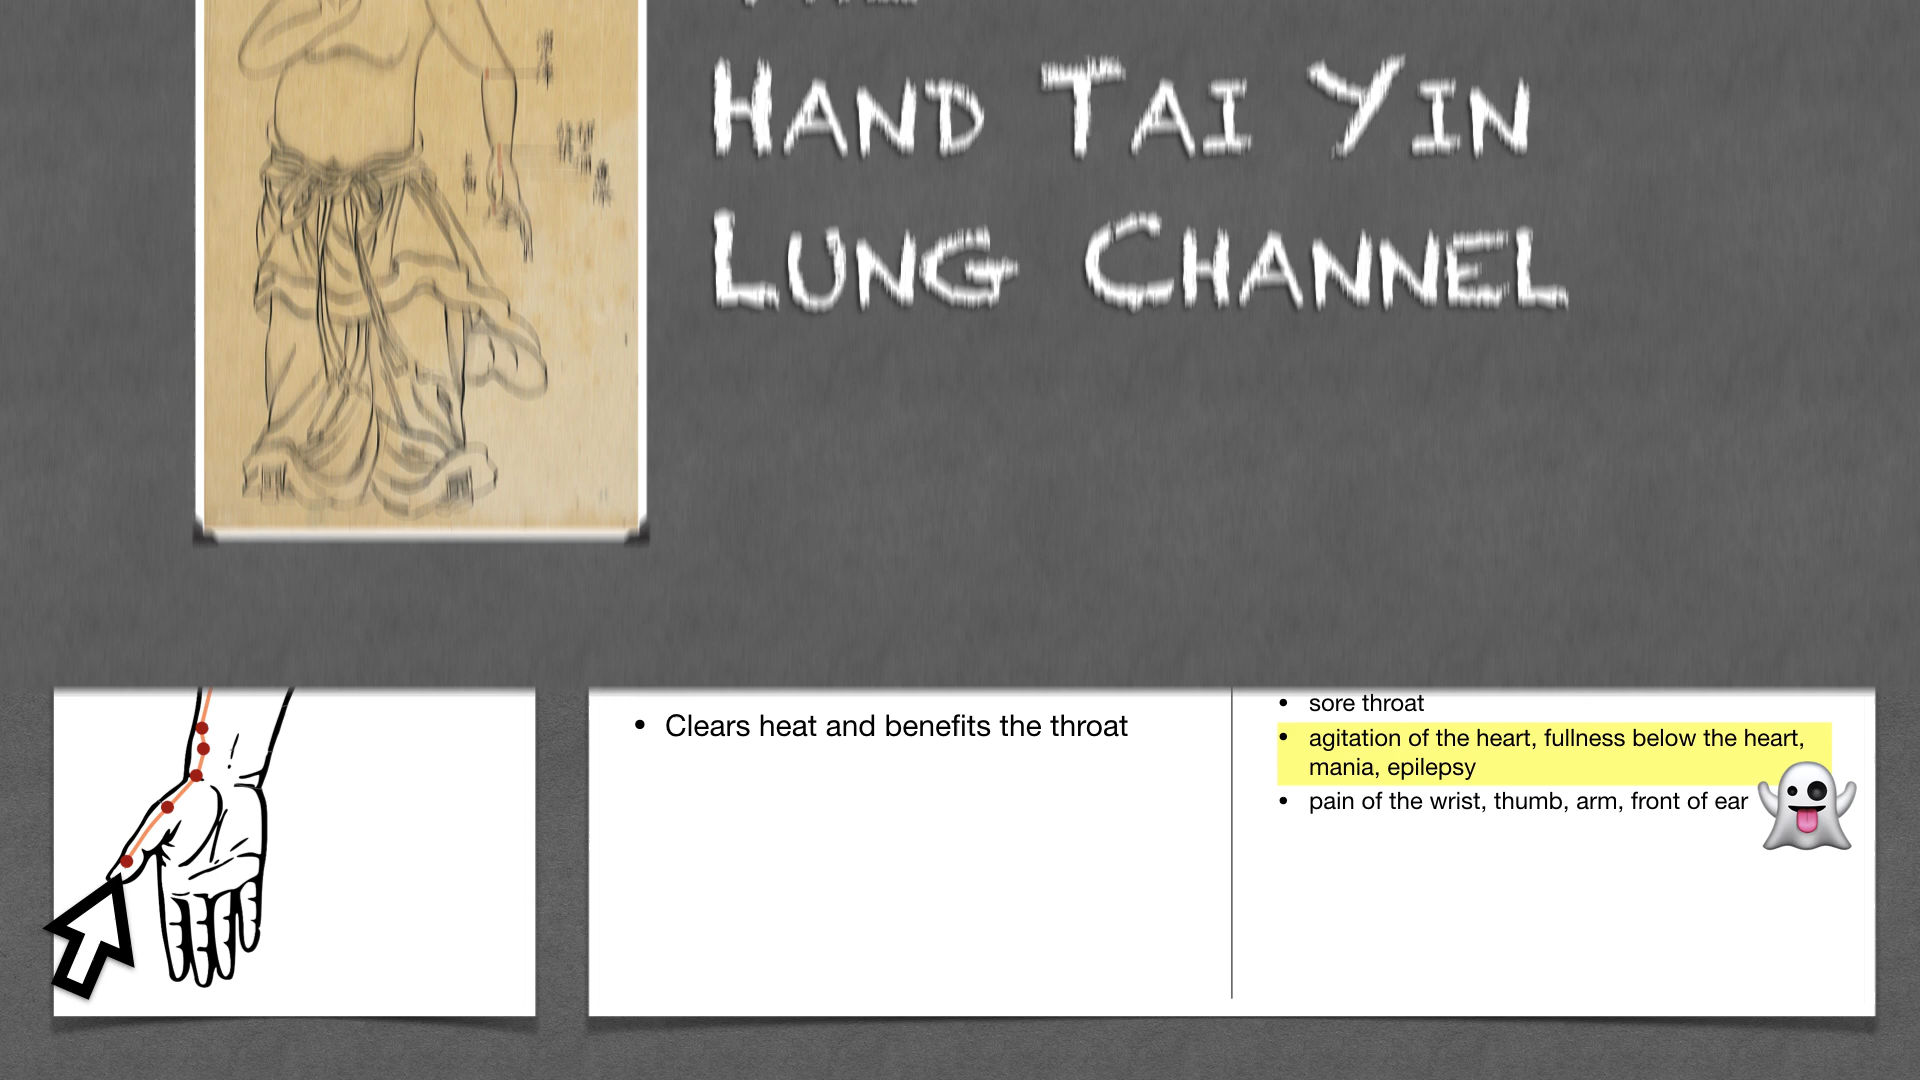 HAND TAI YIN
LUNG CHANNEL
• Clears heat and benefits the throat
• sore throat
• agitation of the heart, fullness below the heart,
mania, epilepsy
• pain of the wrist, thumb, arm, front of ear